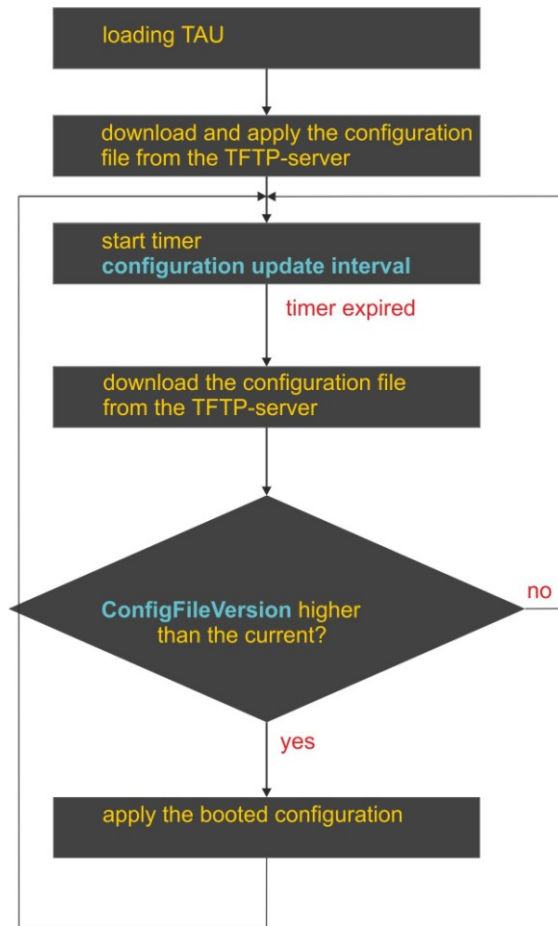 loading TAU
download and apply the configuration
file from the TFTP-server
start timer
configuration update interval
timer expired
download the configuration file
from the TFTP-server
ConfigFileVersion higher
than the current?
no
yes
apply the booted configuration